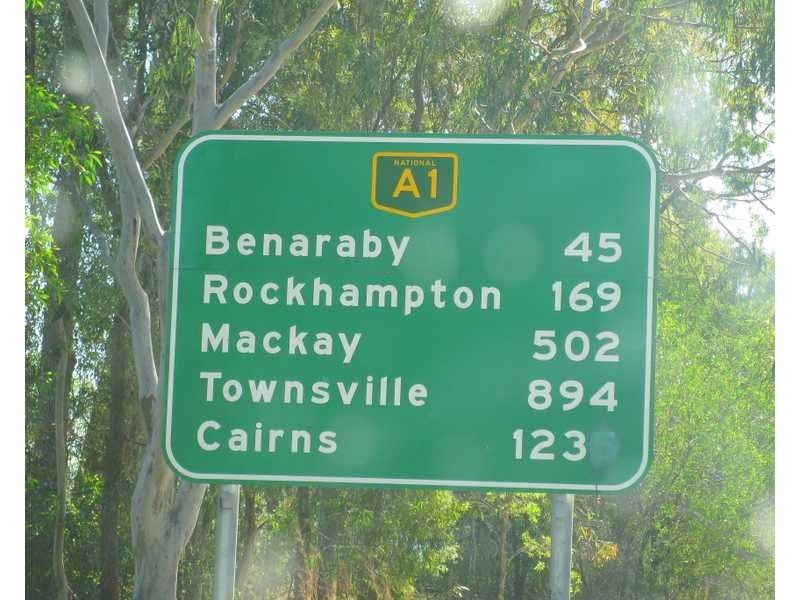 NATIONAL
A1
Benaraby 45
Rockhampton 169
Mackay 502
Townsville 894
Cairns